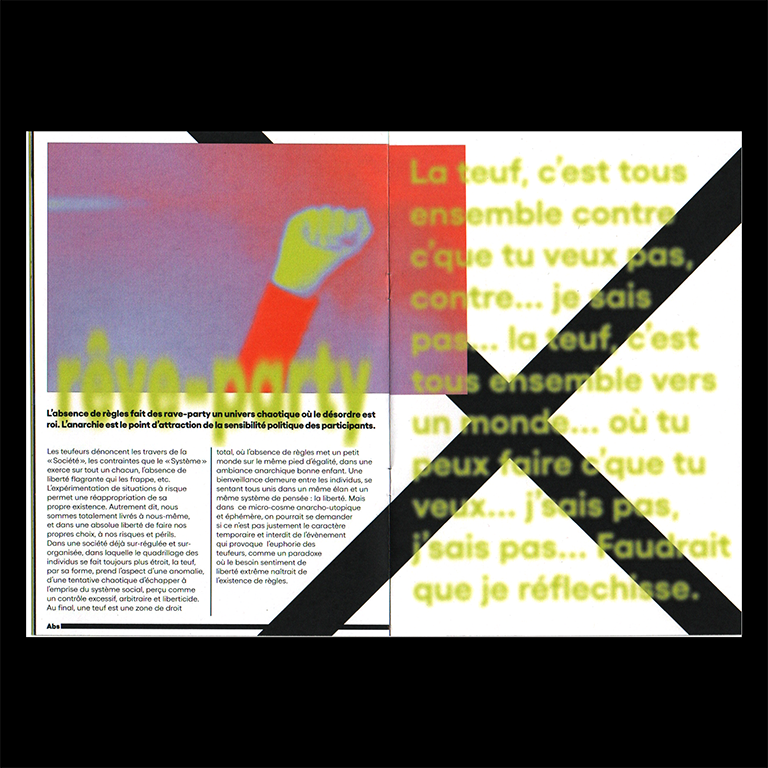 rêve-party
L'absence de règles fait des rave-party un univers chaotique où le désordre est
roi. L'anarchie est le point d'attraction de la sensibilité politique des participants.
Les teufeurs dénoncent les travers de la
« Société », les contraintes que le « Système »
exerce sur tout un chacun, l'absence de
liberté flagrante qui les frappe, etc.
L'expérimentation de situations à risque
permet une réappropriation de sa
propre existence. Autrement dit, nous
sommes totalement livrés à nous-même,
et dans une absolue liberté de faire nos
propres choix, à nos risques et périls.
Dans une société déjà sur-régulée et sur-
organisée, dans laquelle le quadrillage des
individus se fait toujours plus étroit, la teuf,
par sa forme, prend l'aspect d'une anomalie,
d'une tentative chaotique d'échapper à
l'emprise du système social, perçu comme
un contrôle excessif, arbitraire et liberticide.
Au final, une teuf est une zone de droit
total, où l'absence de règles met un petit
monde sur le même pied d'égalité, dans une
ambiance anarchique bonne enfant. Une
bienveillance demeure entre les individus, se
sentant tous unis dans un même élan et un
même système de pensée : la liberté. Mais
dans ce micro-cosme anarcho-utopique
et éphémère, on pourrait se demander
si ce n'est pas justement le caractère
temporaire et interdit de l'évènement
qui provoque l'euphorie des
teufeurs, comme un paradoxe
où le besoin sentiment de
liberté extrême naîtrait de
l'existence de règles.
Abs
La teuf, c'est tous
ensemble contre
c'que tu veux pas,
contre... je sais
pas... la teuf, c'est
tous ensemble vers
un monde... où tu
peux faire c'que tu
veux... j'sais pas,
j'sais pas... Faudrait
que je réflechisse.